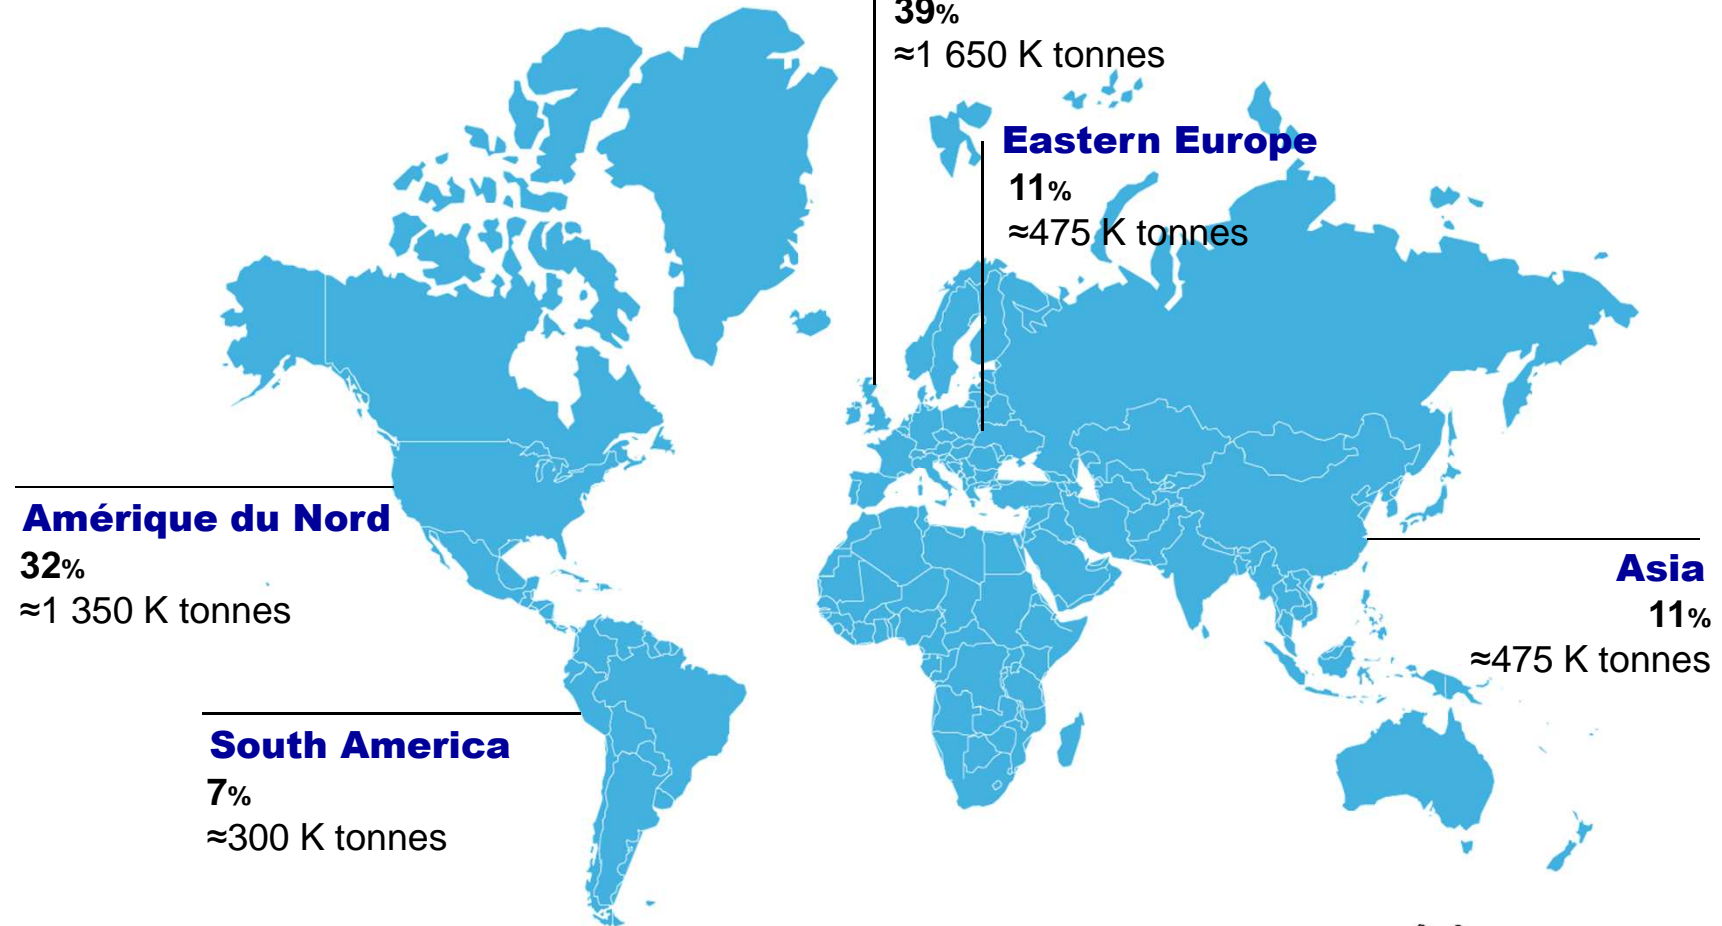 39%
≈1 650 K tonnes
Eastern Europe
11%
≈475 K tonnes
Amérique du Nord
32%
≈1 350 K tonnes
Asia
11%
≈475 K tonnes
South America
7%
≈300 K tonnes